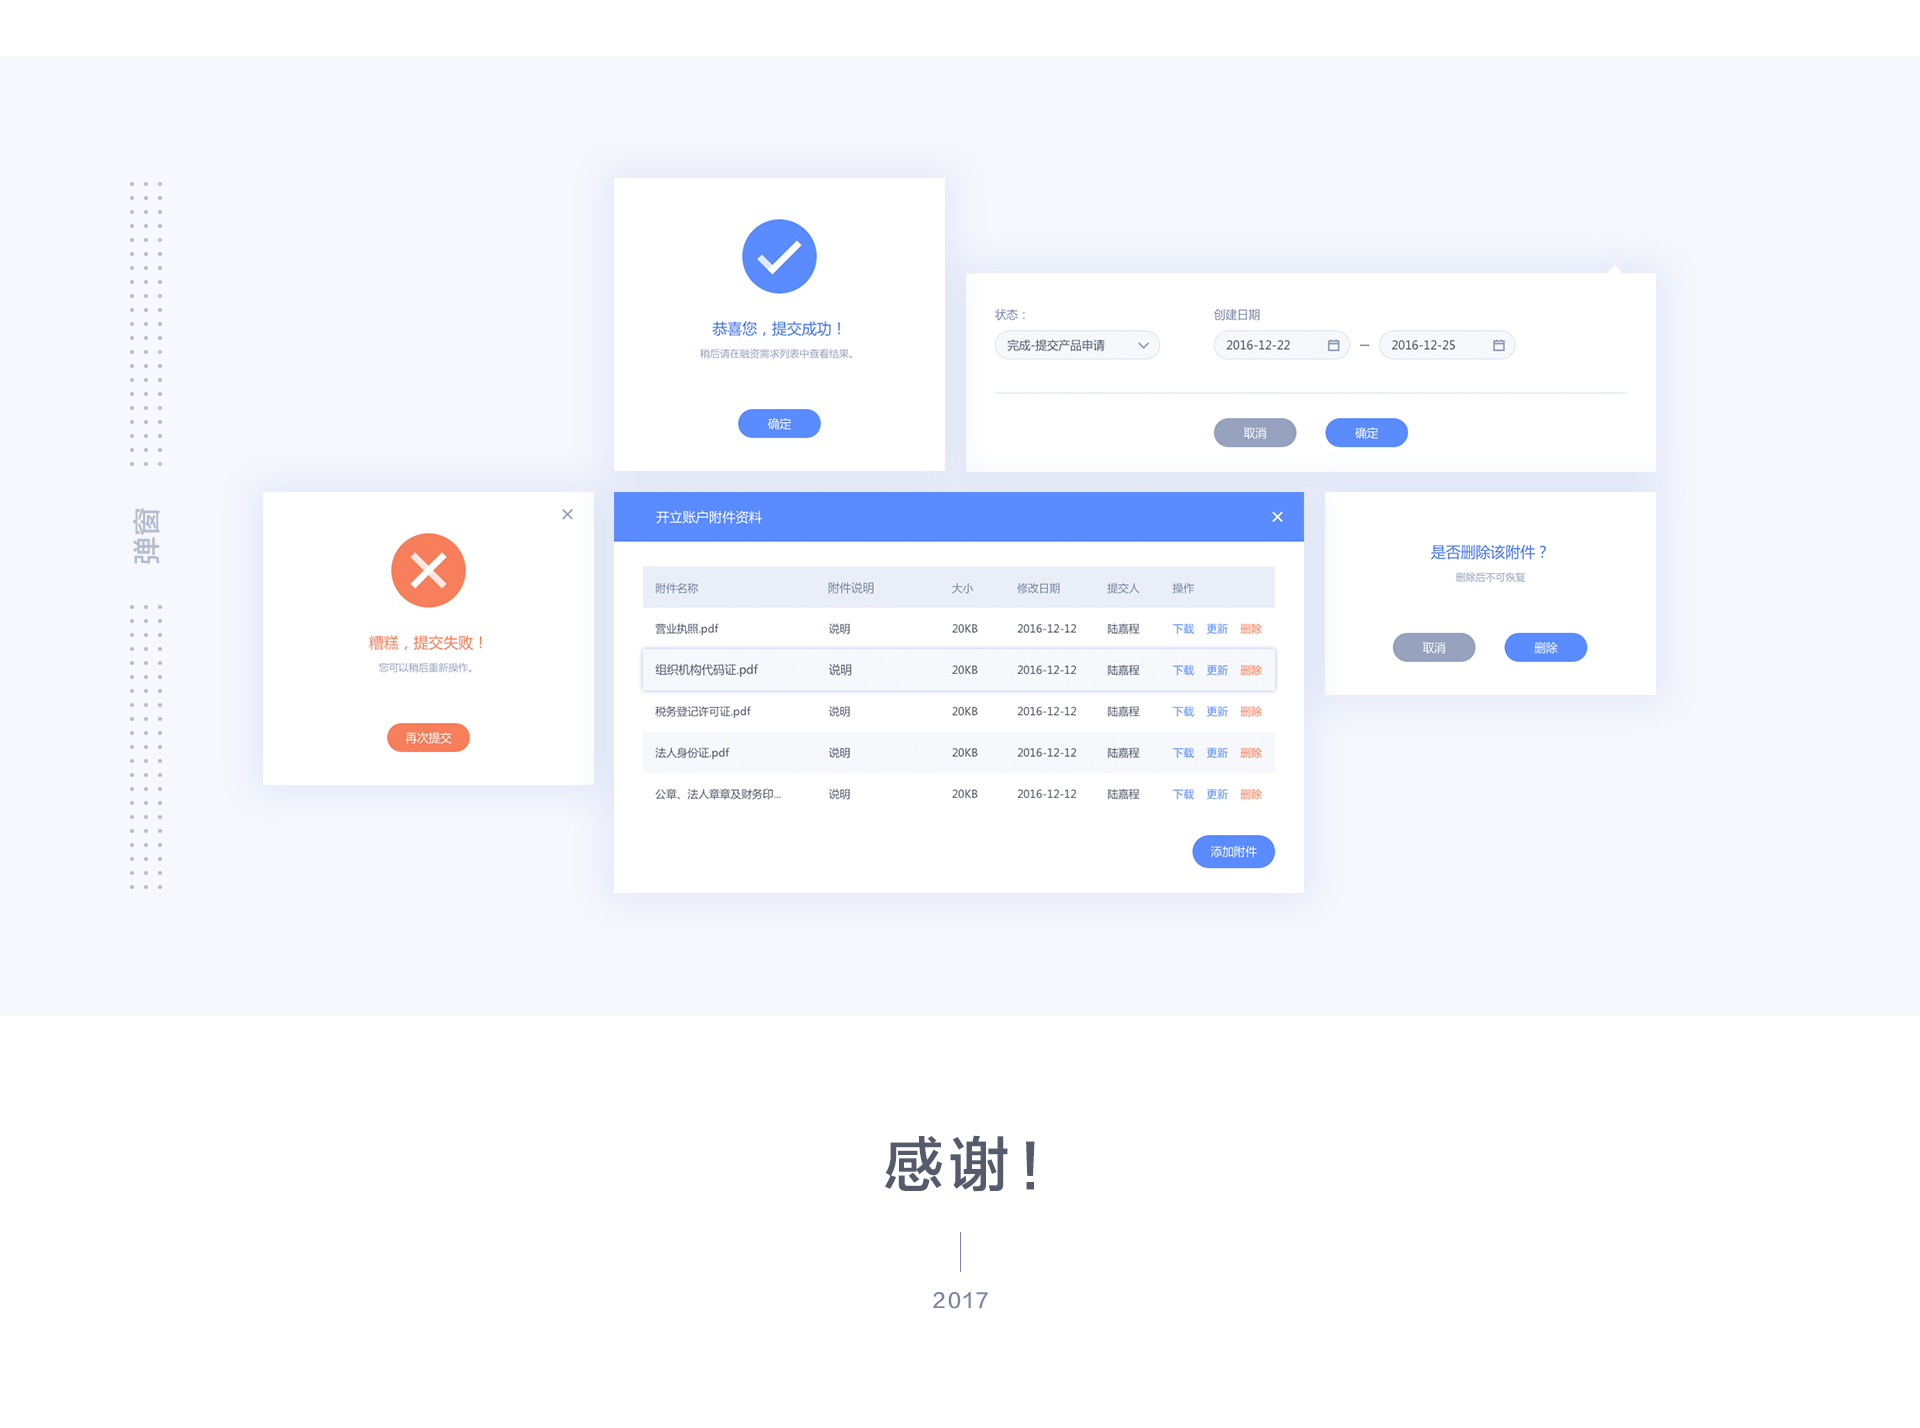 弹窗
恭喜您，提交成功！
稍后请在融资需求列表中查看结果。
确定
状态：
创建日期
完成-提交产品申请
2016-12-22 – 2016-12-25
取消 确定
糟糕，提交失败！
您可以稍后重新操作。
再次提交
开立账户附件资料
附件名称 附件说明 大小 修改日期 提交人 操作
营业执照.pdf 说明 20KB 2016-12-12 陆嘉程 下载 更新 删除
组织机构代码证.pdf 说明 20KB 2016-12-12 陆嘉程 下载 更新 删除
税务登记许可证.pdf 说明 20KB 2016-12-12 陆嘉程 下载 更新 删除
法人身份证.pdf 说明 20KB 2016-12-12 陆嘉程 下载 更新 删除
公章、法人章章及财务印... 说明 20KB 2016-12-12 陆嘉程 下载 更新 删除
添加附件
是否删除该附件？
删除后不可恢复
取消 删除
感谢！
2017